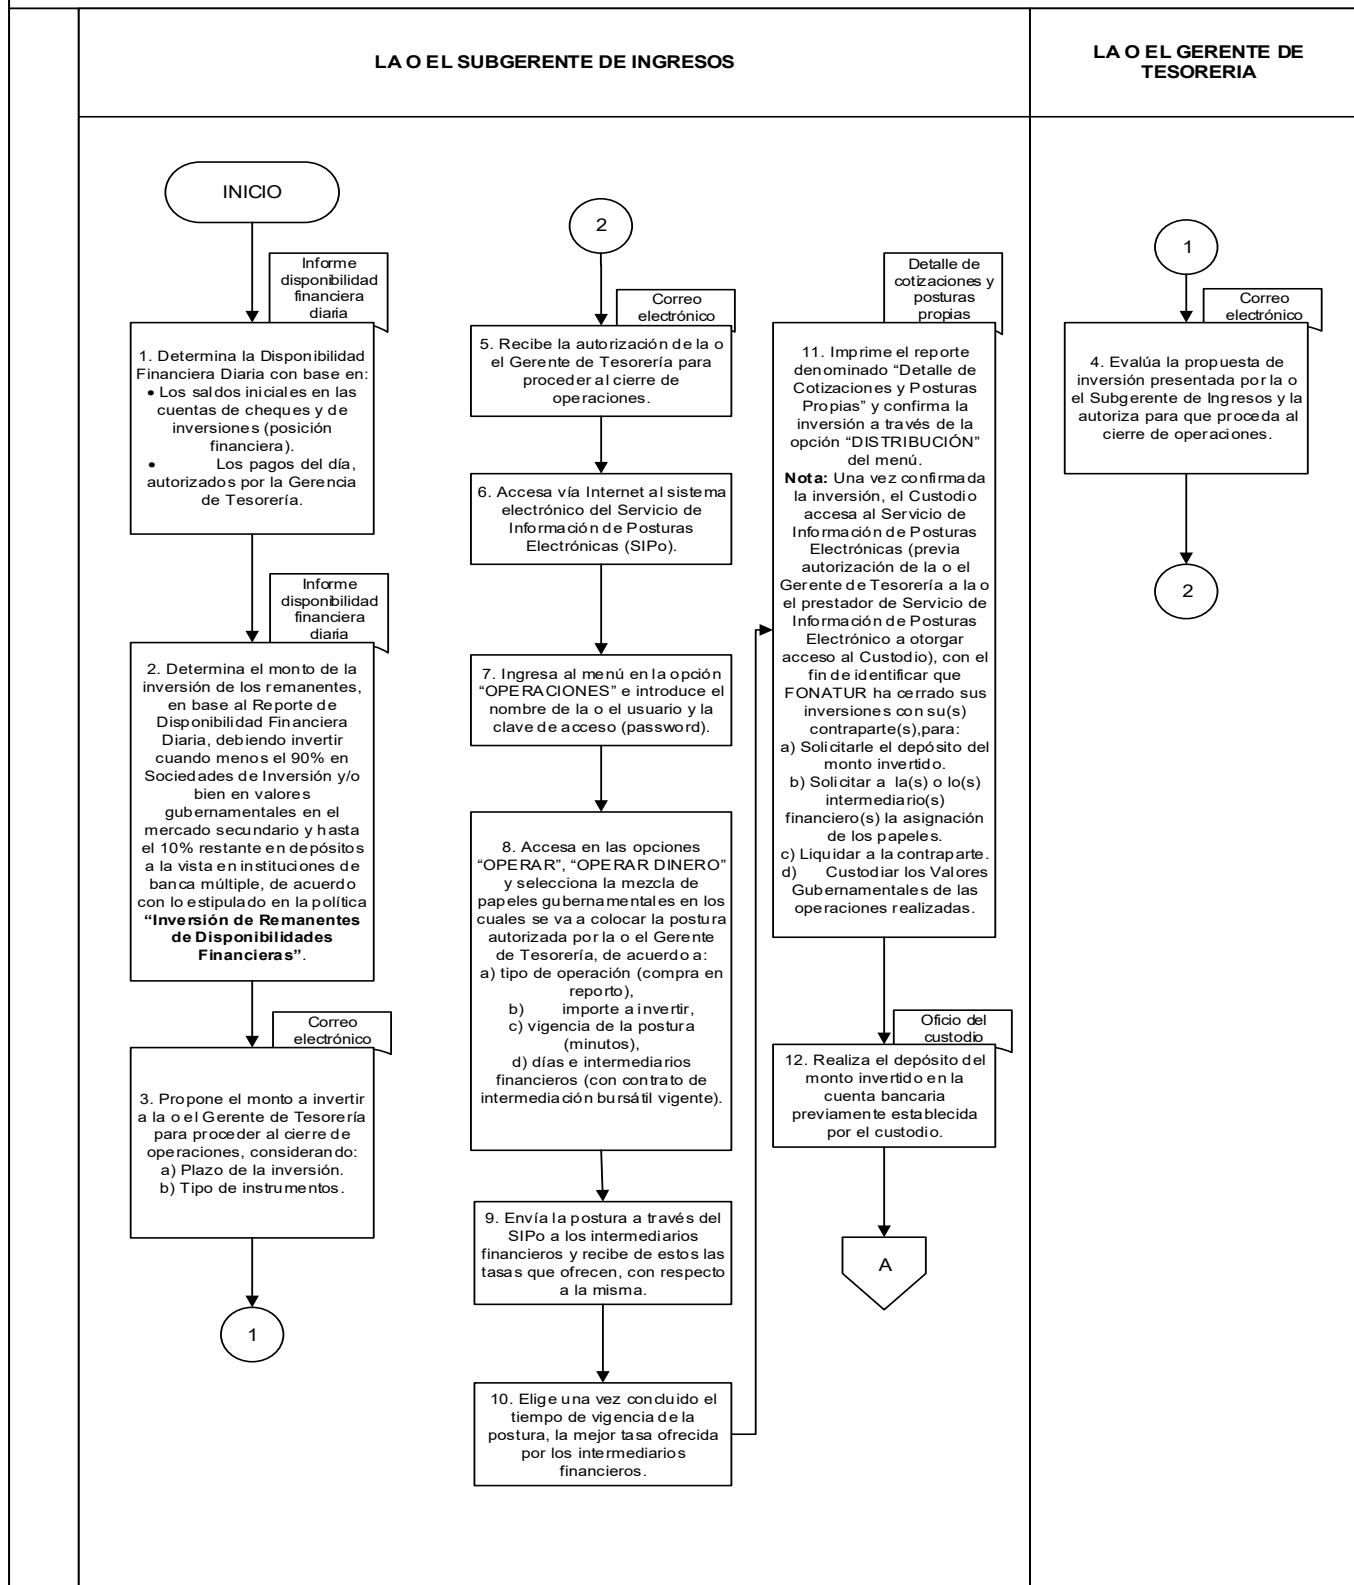 LA O EL SUBGERENTE DE INGRESOS
LA O EL GERENTE DE
TESORERIA
INICIO
Informe
disponibilidad
financiera
diaria
1. Determina la Disponibilidad
Financiera Diaria con base en:
• Los saldos iniciales en las
cuentas de cheques y de
inversiones (posición
financiera).
• Los pagos del día,
autorizados por la Gerencia
de Tesorería.
Informe
disponibilidad
financiera
diaria
2. Determina el monto de la
inversión de los remanentes,
en base al Reporte de
Disponibilidad Financiera
Diaria, debiendo invertir
cuando menos el 90% en
Sociedades de Inversión y/o
bien en valores
gubernamentales en el
mercado secundario y hasta
el 10% restante en depósitos
a la vista en instituciones de
banca múltiple, de acuerdo
con lo estipulado en la política
“Inversión de Remanentes
de Disponibilidades
Financieras”.
Correo
electrónico
3. Propone el monto a invertir
a la o el Gerente de Tesorería
para proceder al cierre de
operaciones, considerando:
a) Plazo de la inversión.
b) Tipo de instrumentos.
1
2
Correo
electrónico
5. Recibe la autorización de la o
el Gerente de Tesorería para
proceder al cierre de
operaciones.
6. Accesa vía Internet al sistema
electrónico del Servicio de
Información de Posturas
Electrónicas (SIPo).
7. Ingresa al menú en la opción
“OPERACIONES” e introduce el
nombre de la o el usuario y la
clave de acceso (password).
8. Accesa en las opciones
“OPERAR”, “OPERAR DINERO”
y selecciona la mezcla de
papeles gubernamentales en los
cuales se va a colocar la postura
autorizada por la o el Gerente
de Tesorería, de acuerdo a:
a) tipo de operación (compra en
reporto),
b) importe a invertir,
c) vigencia de la postura
(minutos),
d) días e intermediarios
financieros (con contrato de
intermediación bursátil vigente).
9. Envía la postura a través del
SIPo a los intermediarios
financieros y recibe de estos las
tasas que ofrecen, con respecto
a la misma.
10. Elige una vez concluido el
tiempo de vigencia de la
postura, la mejor tasa ofrecida
por los intermediarios
financieros.
Detalle de
cotizaciones y
posturas
propias
11. Imprime el reporte
denominado “Detalle de
Cotizaciones y Posturas
Propias” y confirma la
inversión a través de la
opción “DISTRIBUCIÓN”
del menú.
Nota: Una vez confirmada
la inversión, el Custodio
accesa al Servicio de
Información de Posturas
Electrónicas (previa
autorización de la o el
Gerente de Tesorería a la o
el prestador de Servicio de
Información de Posturas
Electrónico a otorgar
acceso al Custodio), con el
fin de identificar que
FONATUR ha cerrado sus
inversiones con su(s)
contraparte(s),para:
a) Solicitarle el depósito del
monto invertido.
b) Solicitar a la(s) o lo(s)
intermediario(s)
financiero(s) la asignación
de los papeles.
c) Liquidar a la contraparte.
d) Custodiar los Valores
Gubernamentales de las
operaciones realizadas.
Oficio del
custodio
12. Realiza el depósito del
monto invertido en la
cuenta bancaria
previamente establecida
por el custodio.
A
1
Correo
electrónico
4. Evalúa la propuesta de
inversión presentada por la o
el Subgerente de Ingresos y la
autoriza para que proceda al
cierre de operaciones.
2